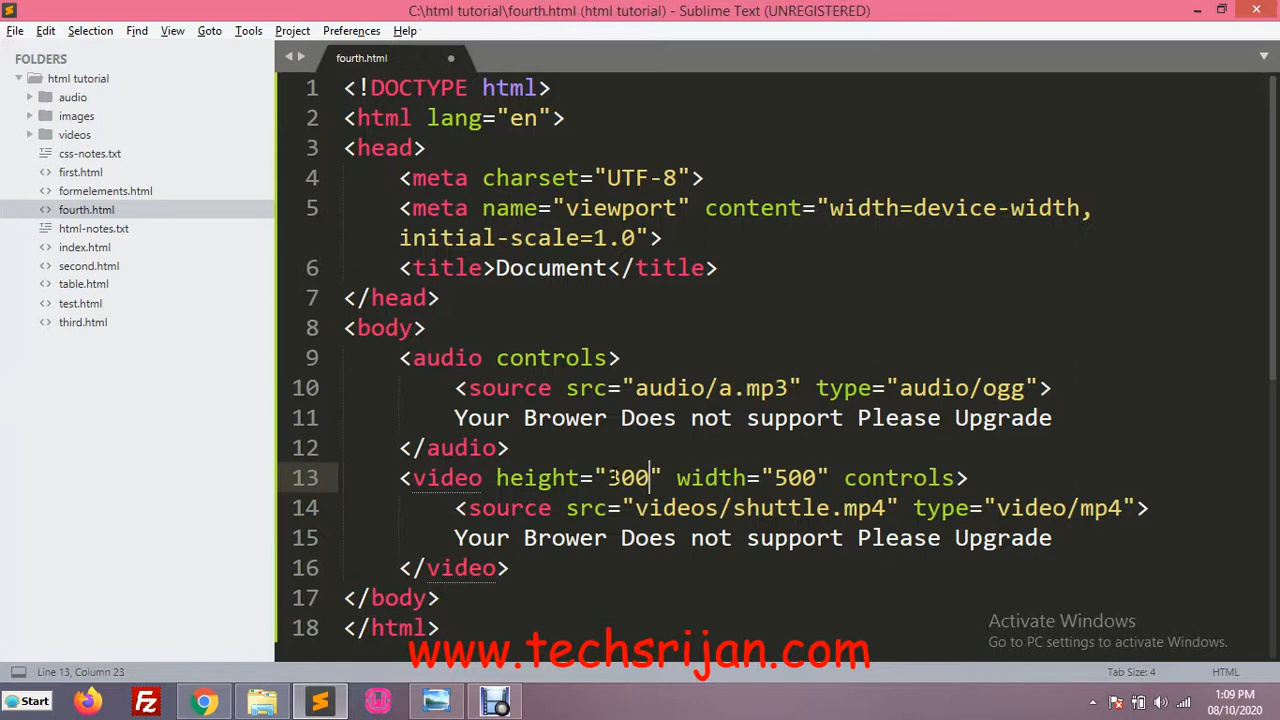 C:\html tutorial\fourth.html (html tutorial) - Sublime Text (UNREGISTERED)
File Edit Selection Find View Goto Tools Project Preferences Help
FOLDERS
html tutorial
audio
images
videos
css-notes.txt
first.html
formelements.html
fourth.html
html-notes.txt
index.html
second.html
table.html
test.html
third.html
fourth.html
1 <!DOCTYPE html>
2 <html lang="en">
3 <head>
4 <meta charset="UTF-8">
5 <meta name="viewport" content="width=device-width,
initial-scale=1.0">
6 <title>Document</title>
7 </head>
8 <body>
9 <audio controls>
10 <source src="audio/a.mp3" type="audio/ogg">
11 Your Brower Does not support Please Upgrade
12 </audio>
13 <video height="300" width="500" controls>
14 <source src="videos/shuttle.mp4" type="video/mp4">
15 Your Brower Does not support Please Upgrade
16 </video>
17 </body>
18 </html>
www.techsrijan.com
Activate Windows
Go to PC settings to activate Windows.
Line 13, Column 23
Tab Size: 4
HTML
Start
1:09 PM
08/10/2020